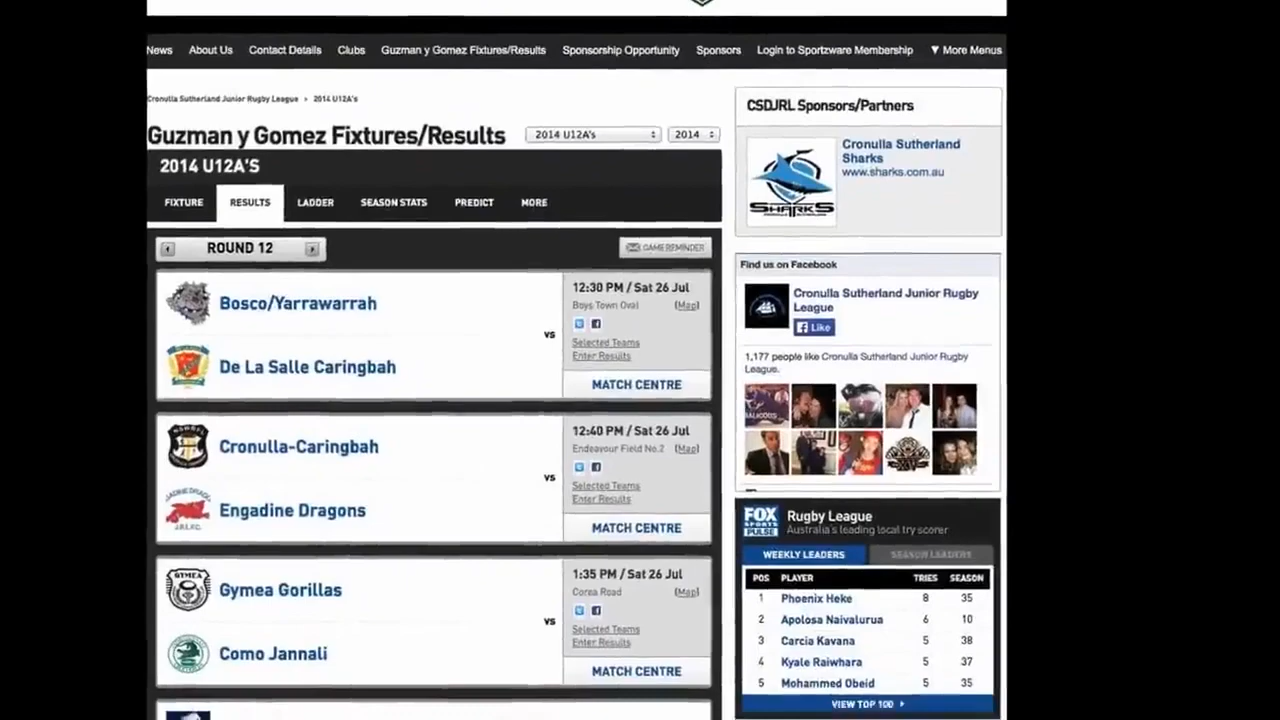 News About Us Contact Details Clubs Guzman y Gomez Fixtures/Results Sponsorship Opportunity Sponsors Login to Sportzware Membership ▼ More Menus
Cronulla Sutherland Junior Rugby League > 2014 U12A's
Guzman y Gomez Fixtures/Results
2014 U12A's
2014
2014 U12A'S
FIXTURE RESULTS LADDER SEASON STATS PREDICT MORE
ROUND 12
GAME REMINDER
Bosco/Yarrawarrah
vs
De La Salle Caringbah
12:30 PM / Sat 26 Jul
Boys Town Oval (Map)
Selected Teams
Enter Results
MATCH CENTRE
Cronulla-Caringbah
vs
Engadine Dragons
12:40 PM / Sat 26 Jul
Endeavour Field No.2 (Map)
Selected Teams
Enter Results
MATCH CENTRE
GYMEA
Gymea Gorillas
vs
Como Jannali
1:35 PM / Sat 26 Jul
Corea Road (Map)
Selected Teams
Enter Results
MATCH CENTRE
CSDJRL Sponsors/Partners
SHARKS
Cronulla Sutherland
Sharks
www.sharks.com.au
Find us on Facebook
Cronulla Sutherland Junior Rugby
League
Like
1,177 people like Cronulla Sutherland Junior Rugby
League.
FOX
SPORTS
PULSE
Rugby League
Australia's leading local try scorer
WEEKLY LEADERS SEASON LEADERS
POS PLAYER TRIES SEASON
1 Phoenix Heke 8 35
2 Apolosa Naivalurua 6 10
3 Carcia Kavana 5 38
4 Kyale Raiwhara 5 37
5 Mohammed Obeid 5 35
VIEW TOP 100